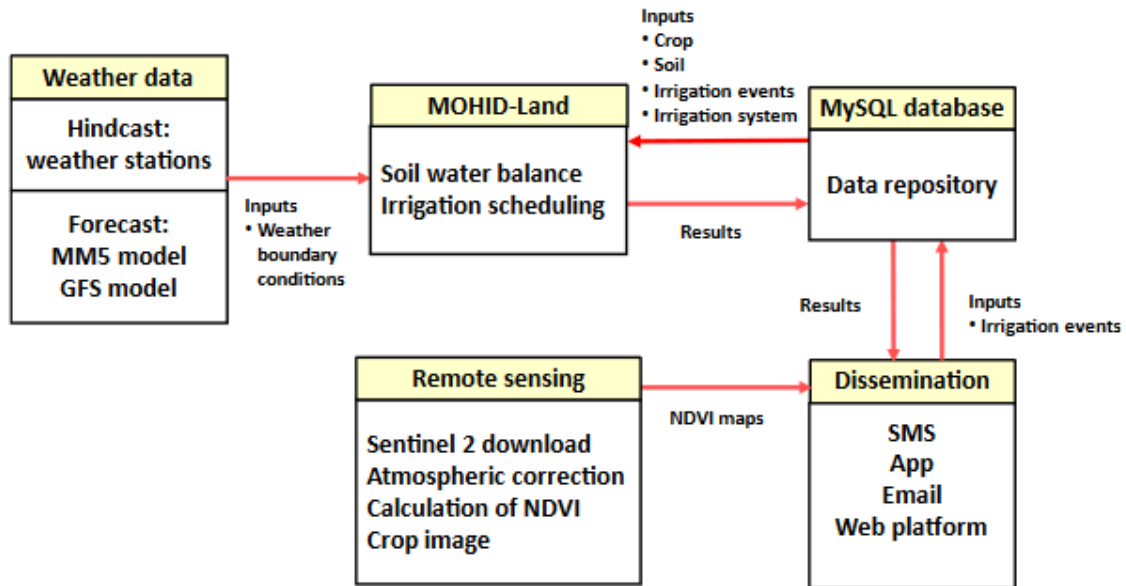 Weather data
Hindcast:
weather stations
Forecast:
MM5 model
GFS model
Inputs
• Weather
boundary
conditions
MOHID-Land
Soil water balance
Irrigation scheduling
Inputs
• Crop
• Soil
• Irrigation events
• Irrigation system
Results
MySQL database
Data repository
Results
Inputs
• Irrigation events
Remote sensing
Sentinel 2 download
Atmospheric correction
Calculation of NDVI
Crop image
NDVI maps
Dissemination
SMS
App
Email
Web platform